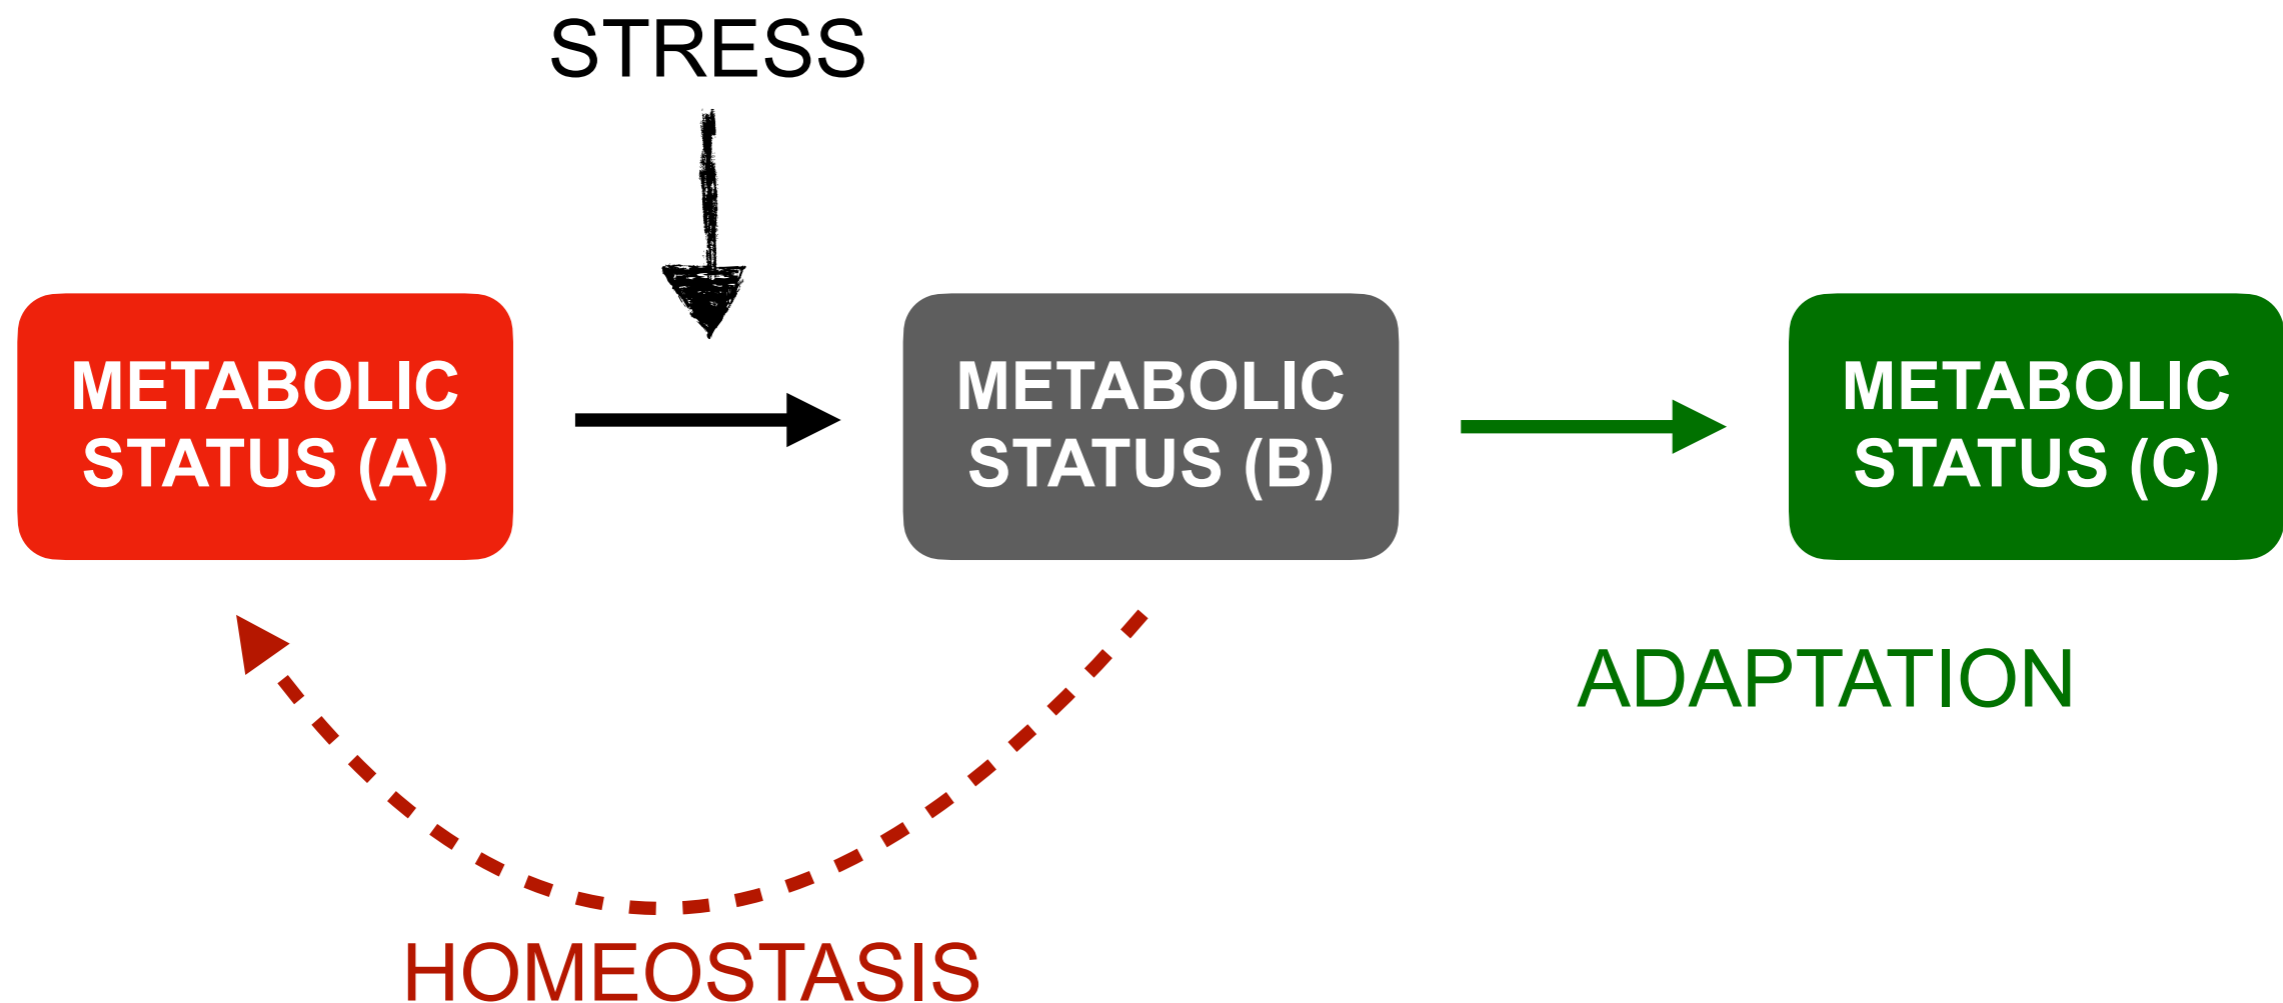 STRESS
METABOLIC
STATUS (A)
METABOLIC
STATUS (B)
METABOLIC
STATUS (C)
ADAPTATION
HOMEOSTASIS